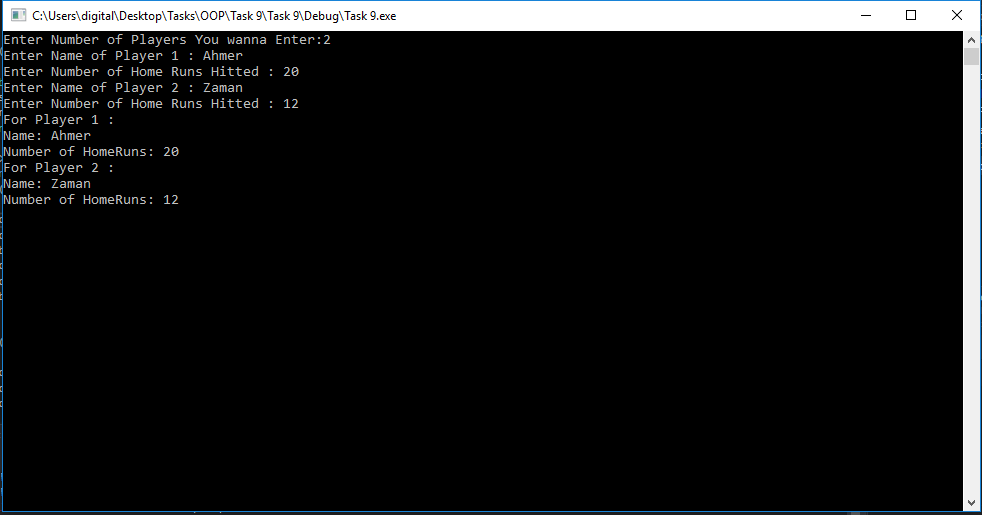 C:\Users\digital\Desktop\Tasks\OOP\Task 9\Task 9\Debug\Task 9.exe
Enter Number of Players You wanna Enter:2
Enter Name of Player 1 : Ahmer
Enter Number of Home Runs Hitted : 20
Enter Name of Player 2 : Zaman
Enter Number of Home Runs Hitted : 12
For Player 1 :
Name: Ahmer
Number of HomeRuns: 20
For Player 2 :
Name: Zaman
Number of HomeRuns: 12